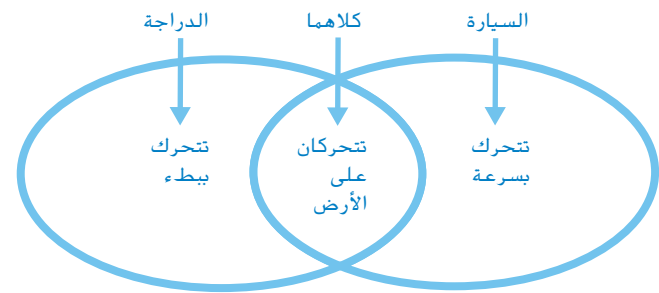 السيارة
كلاهما
الدراجة
تتحرك
بسرعة
تتحركان
على
الأرض
تتحرك
ببطء